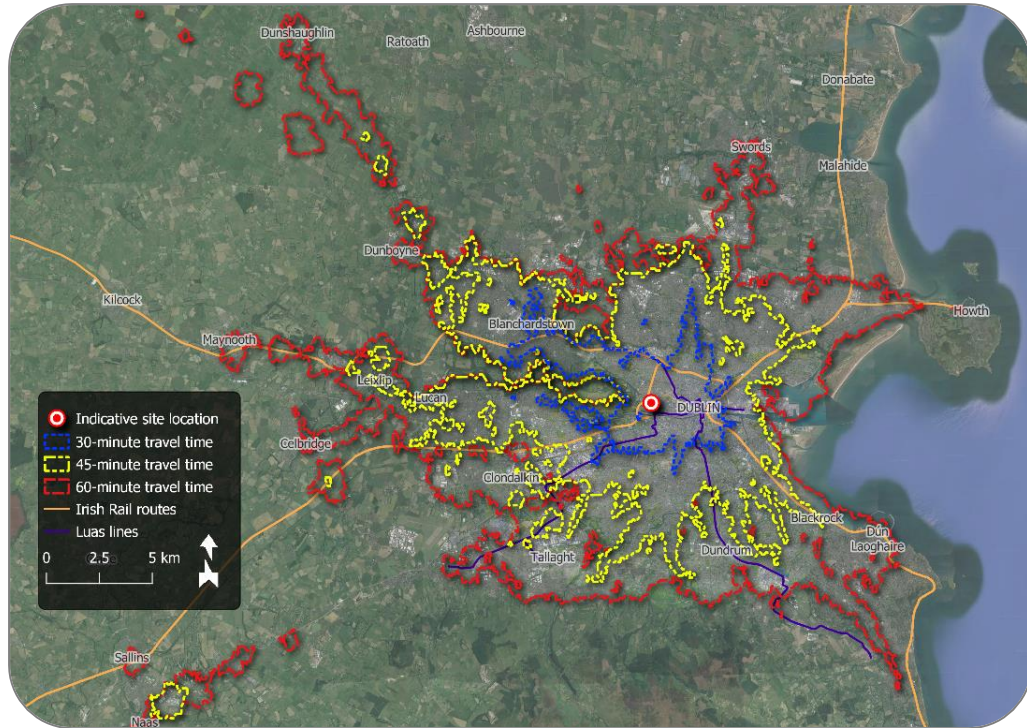 Dunshaughlin
Ratoath
Ashbourne
Donabate
Swords
Malahide
Dunboyne
Kilcock
Blanchardstown
Howth
Maynooth
Leixlip
Lucan
DUBLIN
Celbridge
Clondalkin
Blackrock
Dún
Laoghaire
Tallaght
Dundrum
Sallins
Naas
Indicative site location
30-minute travel time
45-minute travel time
60-minute travel time
Irish Rail routes
Luas lines
0 2.5 5 km